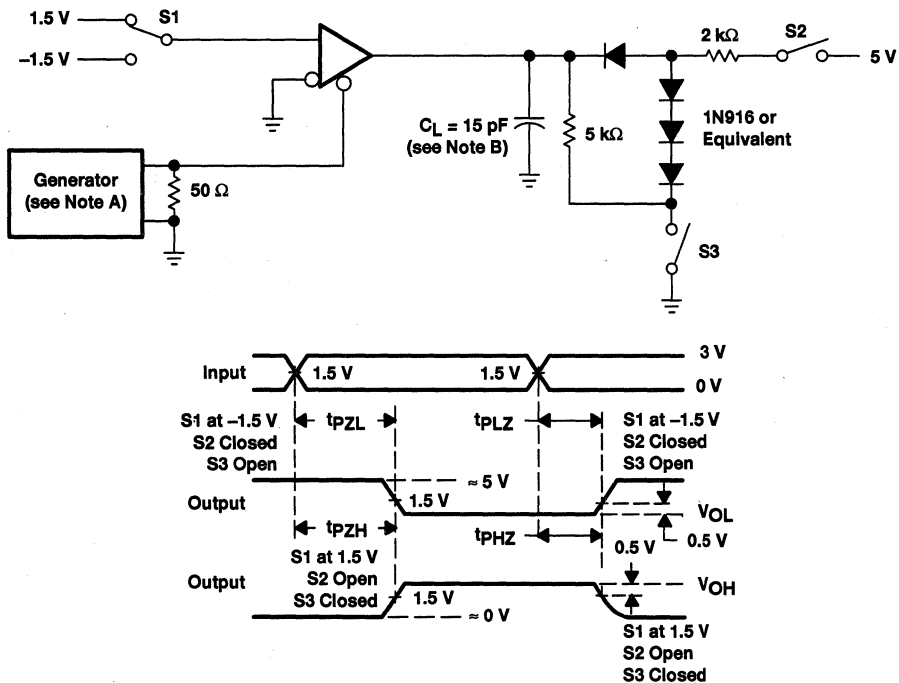 1.5 V
S1
–1.5 V
2 kΩ
S2
5 V
CL = 15 pF
(see Note B)
5 kΩ
1N916 or
Equivalent
Generator
(see Note A)
50 Ω
S3
Input
1.5 V
1.5 V
3 V
0 V
S1 at –1.5 V
S2 Closed
S3 Open
tPZL
tPLZ
S1 at –1.5 V
S2 Closed
S3 Open
≈ 5 V
Output
1.5 V
VOL
0.5 V
tPZH
tPHZ
S1 at 1.5 V
S2 Open
S3 Closed
0.5 V
Output
1.5 V
VOH
≈ 0 V
S1 at 1.5 V
S2 Open
S3 Closed